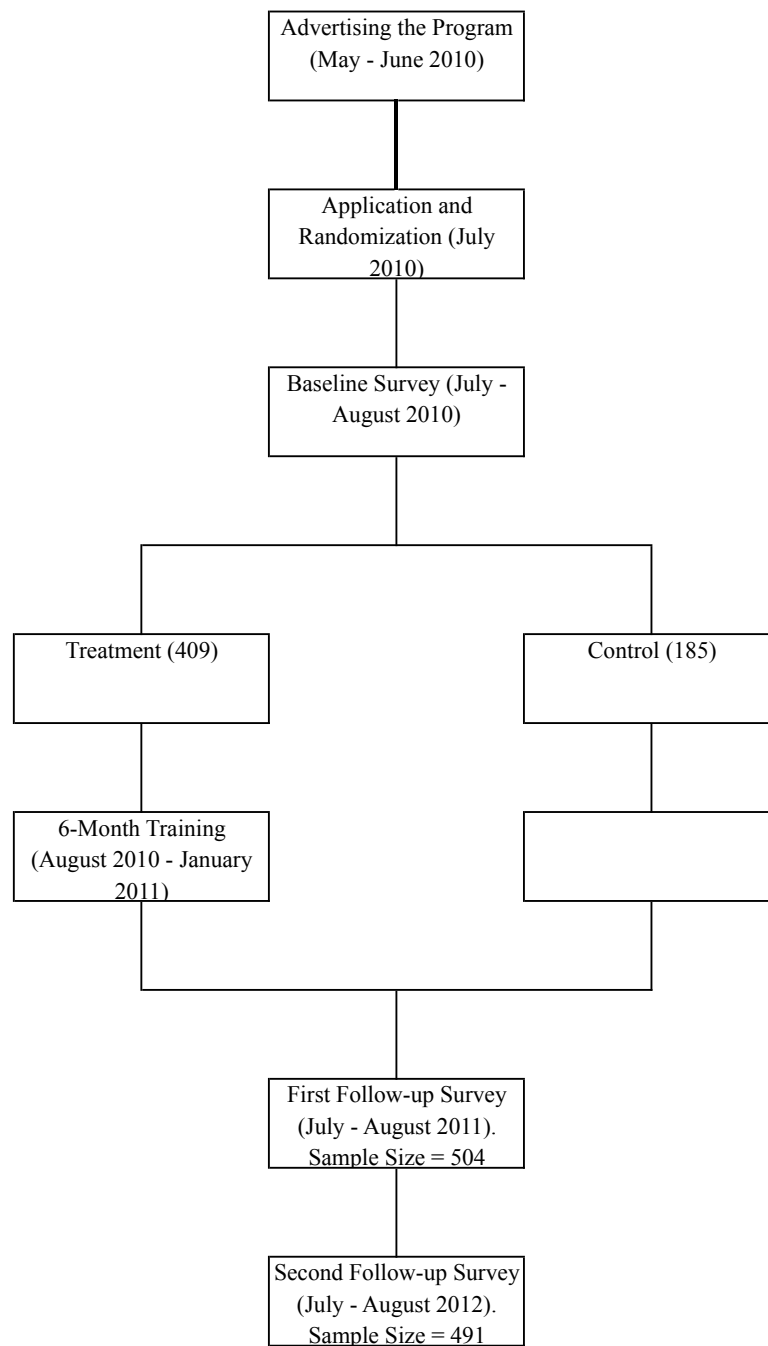 Advertising the Program
(May - June 2010)
Application and
Randomization (July
2010)
Baseline Survey (July -
August 2010)
Treatment (409)
Control (185)
6-Month Training
(August 2010 - January
2011)
First Follow-up Survey
(July - August 2011).
Sample Size = 504
Second Follow-up Survey
(July - August 2012).
Sample Size = 491